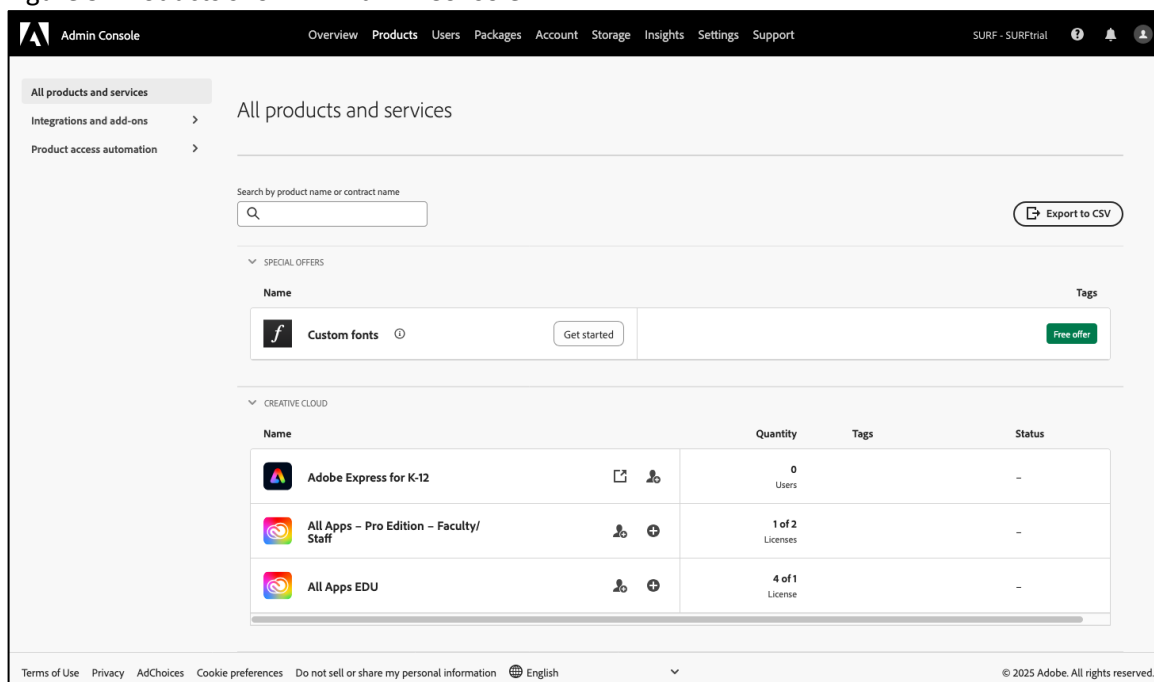 Admin Console
Overview Products Users Packages Account Storage Insights Settings Support
SURF - SURFtrial
All products and services
Integrations and add-ons
Product access automation
All products and services
Search by product name or contract name
Export to CSV
SPECIAL OFFERS
Name Tags
Custom fonts Get started Free offer
CREATIVE CLOUD
Name Quantity Tags Status
Adobe Express for K-12
0
Users
–
All Apps – Pro Edition – Faculty/
Staff
1 of 2
Licenses
–
All Apps EDU
4 of 1
License
–
Terms of Use Privacy AdChoices Cookie preferences Do not sell or share my personal information English © 2025 Adobe. All rights reserved.